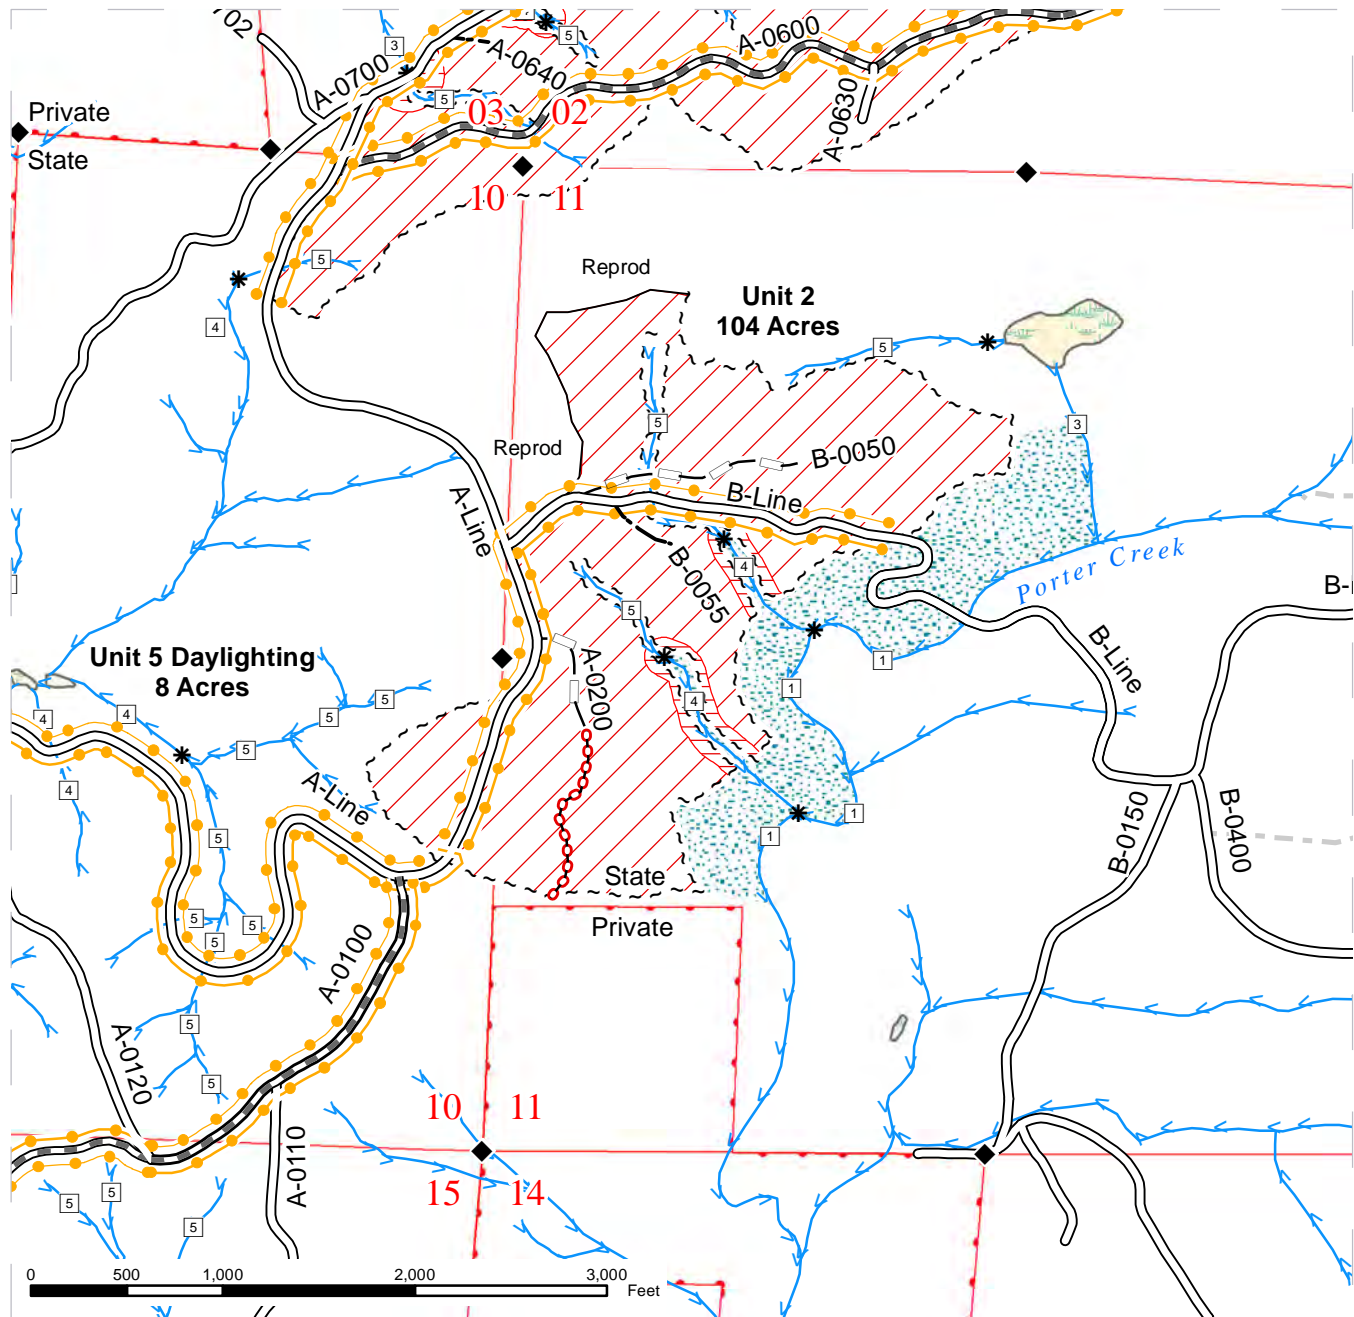 02
3
5
A-0600
A-0700
A-0640
5
03
02
A-0630
Private
State
10
11
5
4
Reprod
Unit 2
104 Acres
5
3
5
Reprod
B-0050
B-Line
A-Line
Porter Creek
4
B-0055
5
B-Line
1
Unit 5 Daylighting
8 Acres
A-0200
1
4
4
5
5
5
4
A-Line
4
5
1
1
B-0150
B-0400
State
Private
5
5
5
A-0100
5
A-0120
5
10
11
A-0110
15
14
5
5
5
0
500
1,000
2,000
3,000
Feet